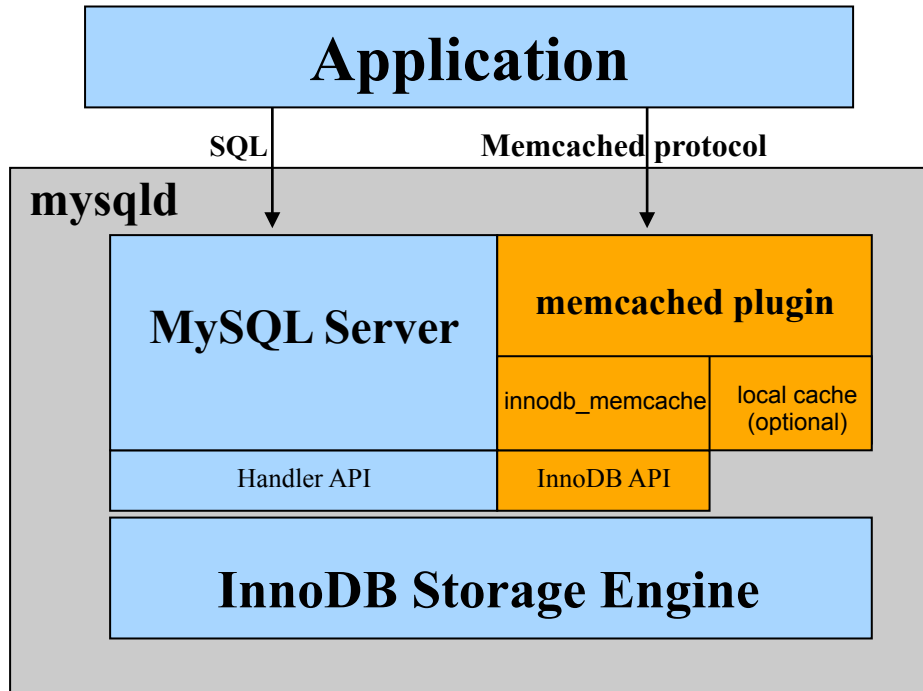 Application
SQL
Memcached protocol
mysqld
MySQL Server
memcached plugin
innodb_memcache
local cache
(optional)
Handler API
InnoDB API
InnoDB Storage Engine